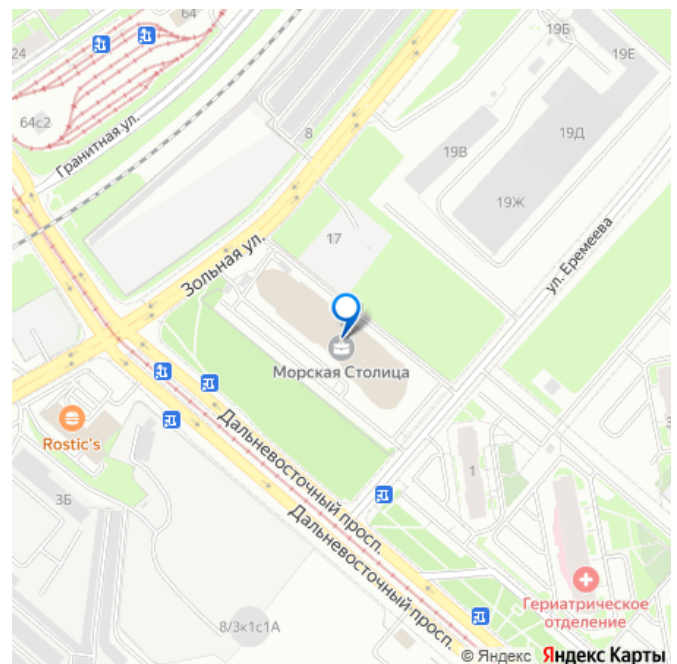 64
24
64с2
Гранитная ул.
8
19Б
19Е
19Д
19В
19Ж
17
Зольная ул.
ул. Еремеева
Морская Столица
Rostic's
Дальневосточный просп.
Дальневосточный просп.
3Б
1
8/3к1с1А
Гериатрическое
отделение
© Яндекс Яндекс Карты